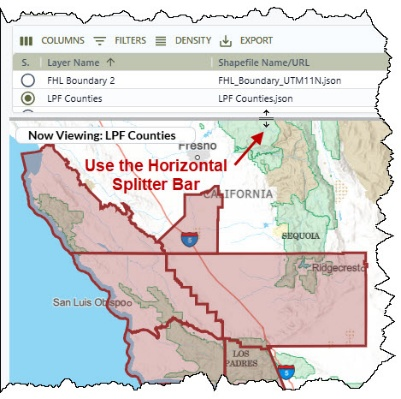 COLUMNS FILTERS DENSITY EXPORT
S. Layer Name Shapefile Name/URL
FHL Boundary 2 FHL_Boundary_UTM11N.json
LPF Counties LPF Counties.json
Now Viewing: LPF Counties
Fresno
Use the Horizontal
Splitter Bar
CALIFORNIA
5
SEQUOIA
Ridgecrest
San Luis Obispo
LOS
PADRES
5